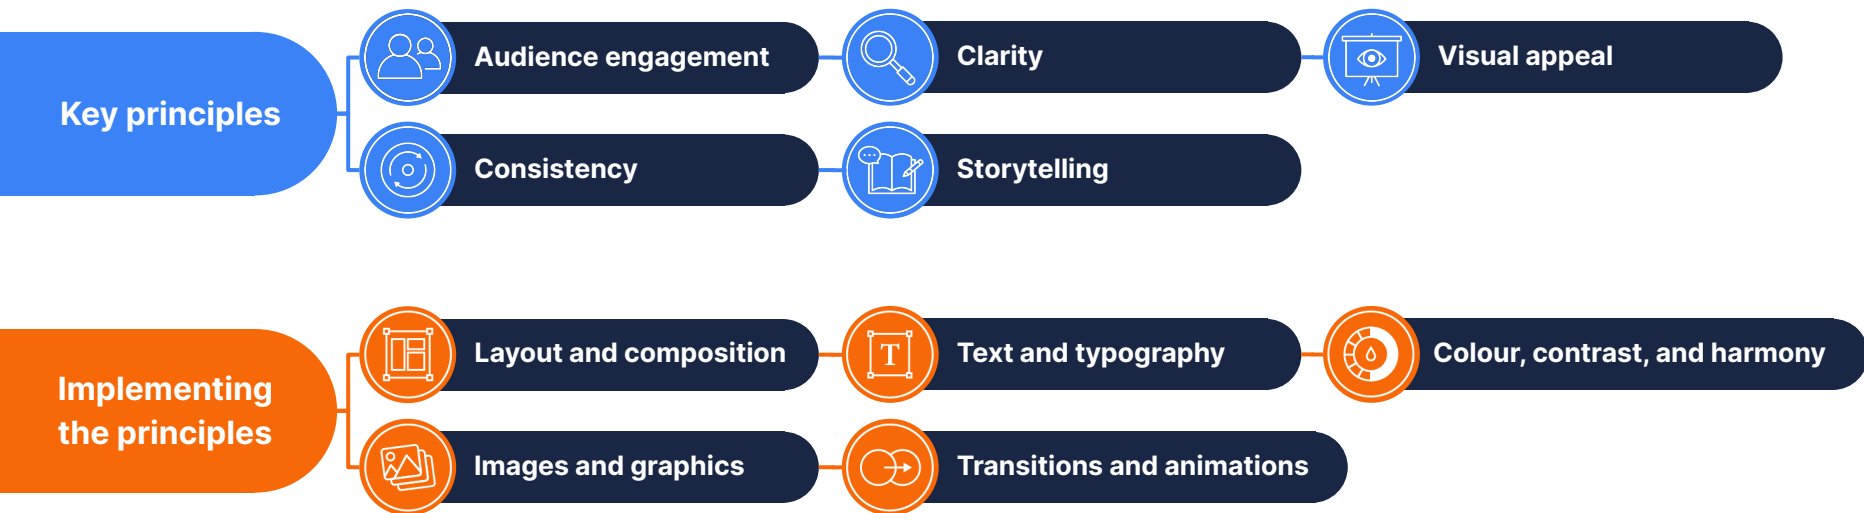 Key principles
Audience engagement
Clarity
Visual appeal
Consistency
Storytelling
Implementing
the principles
Layout and composition
T
Text and typography
Colour, contrast, and harmony
Images and graphics
Transitions and animations